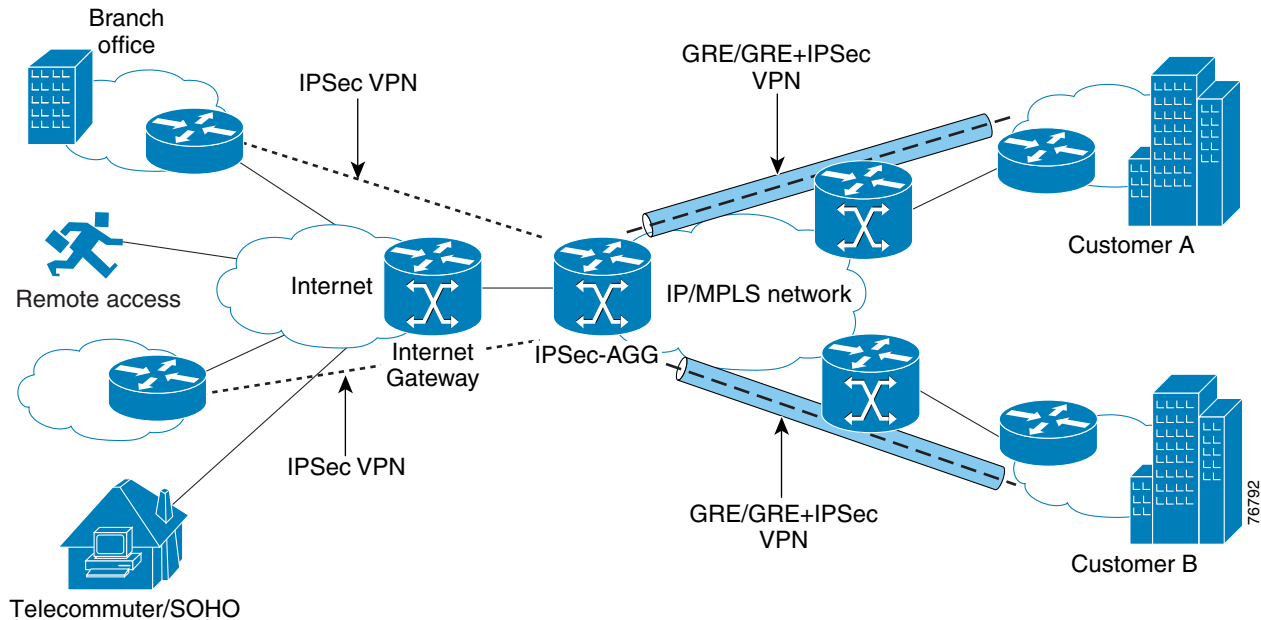 Branch
office
IPSec VPN
GRE/GRE+IPSec
VPN
Customer A
Remote access
Internet
IP/MPLS network
Internet
Gateway
IPSec-AGG
IPSec VPN
GRE/GRE+IPSec
VPN
Customer B
76792
Telecommuter/SOHO